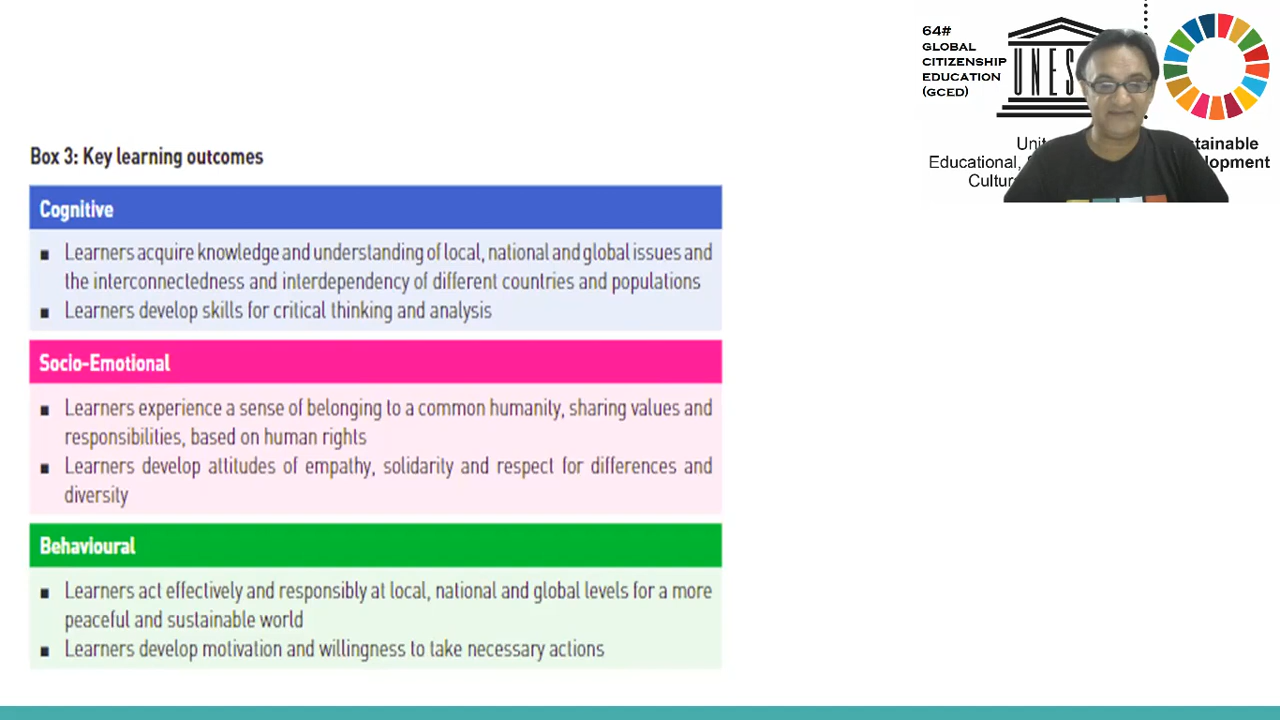 64#
GLOBAL
CITIZENSHIP
EDUCATION
(GCED)
UNES
Educational,
Box 3: Key learning outcomes
Cognitive
■ Learners acquire knowledge and understanding of local, national and global issues and
the interconnectedness and interdependency of different countries and populations
■ Learners develop skills for critical thinking and analysis
Socio-Emotional
■ Learners experience a sense of belonging to a common humanity, sharing values and
responsibilities, based on human rights
■ Learners develop attitudes of empathy, solidarity and respect for differences and
diversity
Behavioural
■ Learners act effectively and responsibly at local, national and global levels for a more
peaceful and sustainable world
■ Learners develop motivation and willingness to take necessary actions